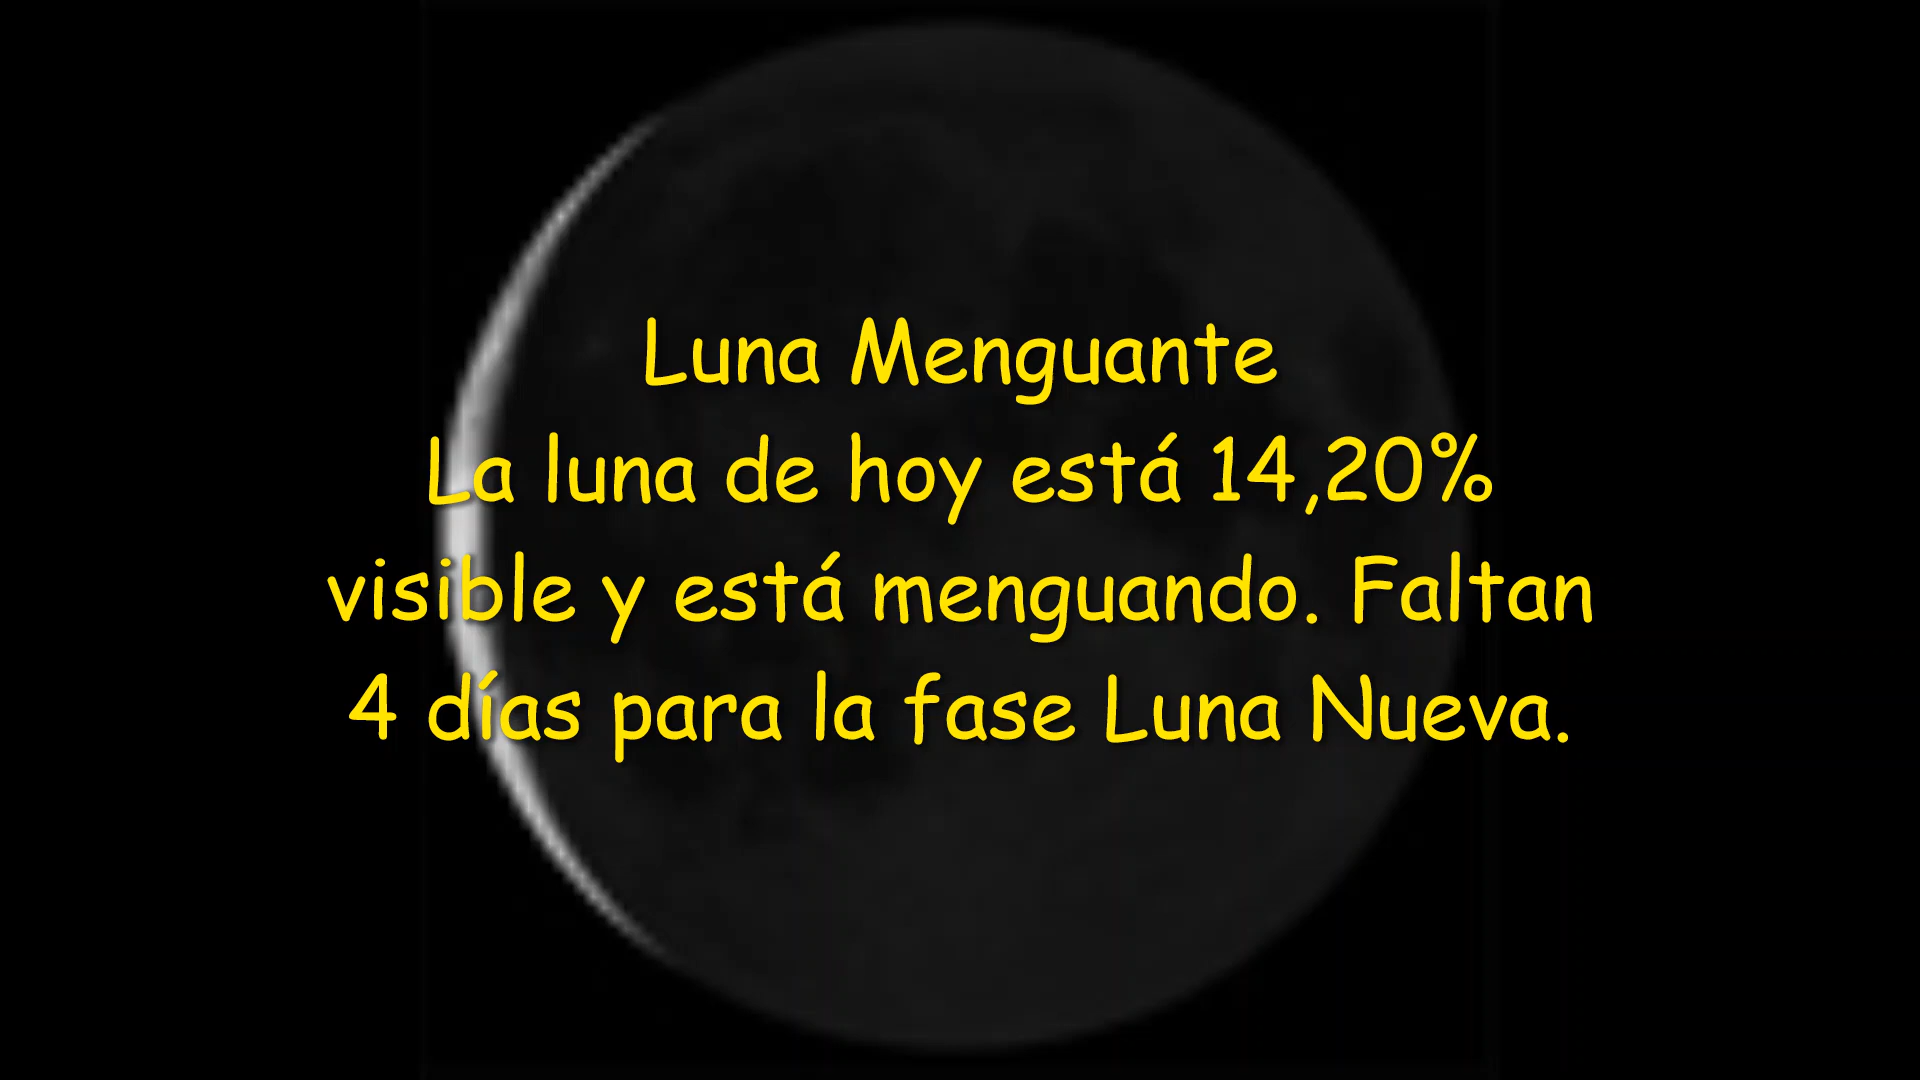 Luna Menguante
La luna de hoy está 14,20%
visible y está menguando. Faltan
4 días para la fase Luna Nueva.